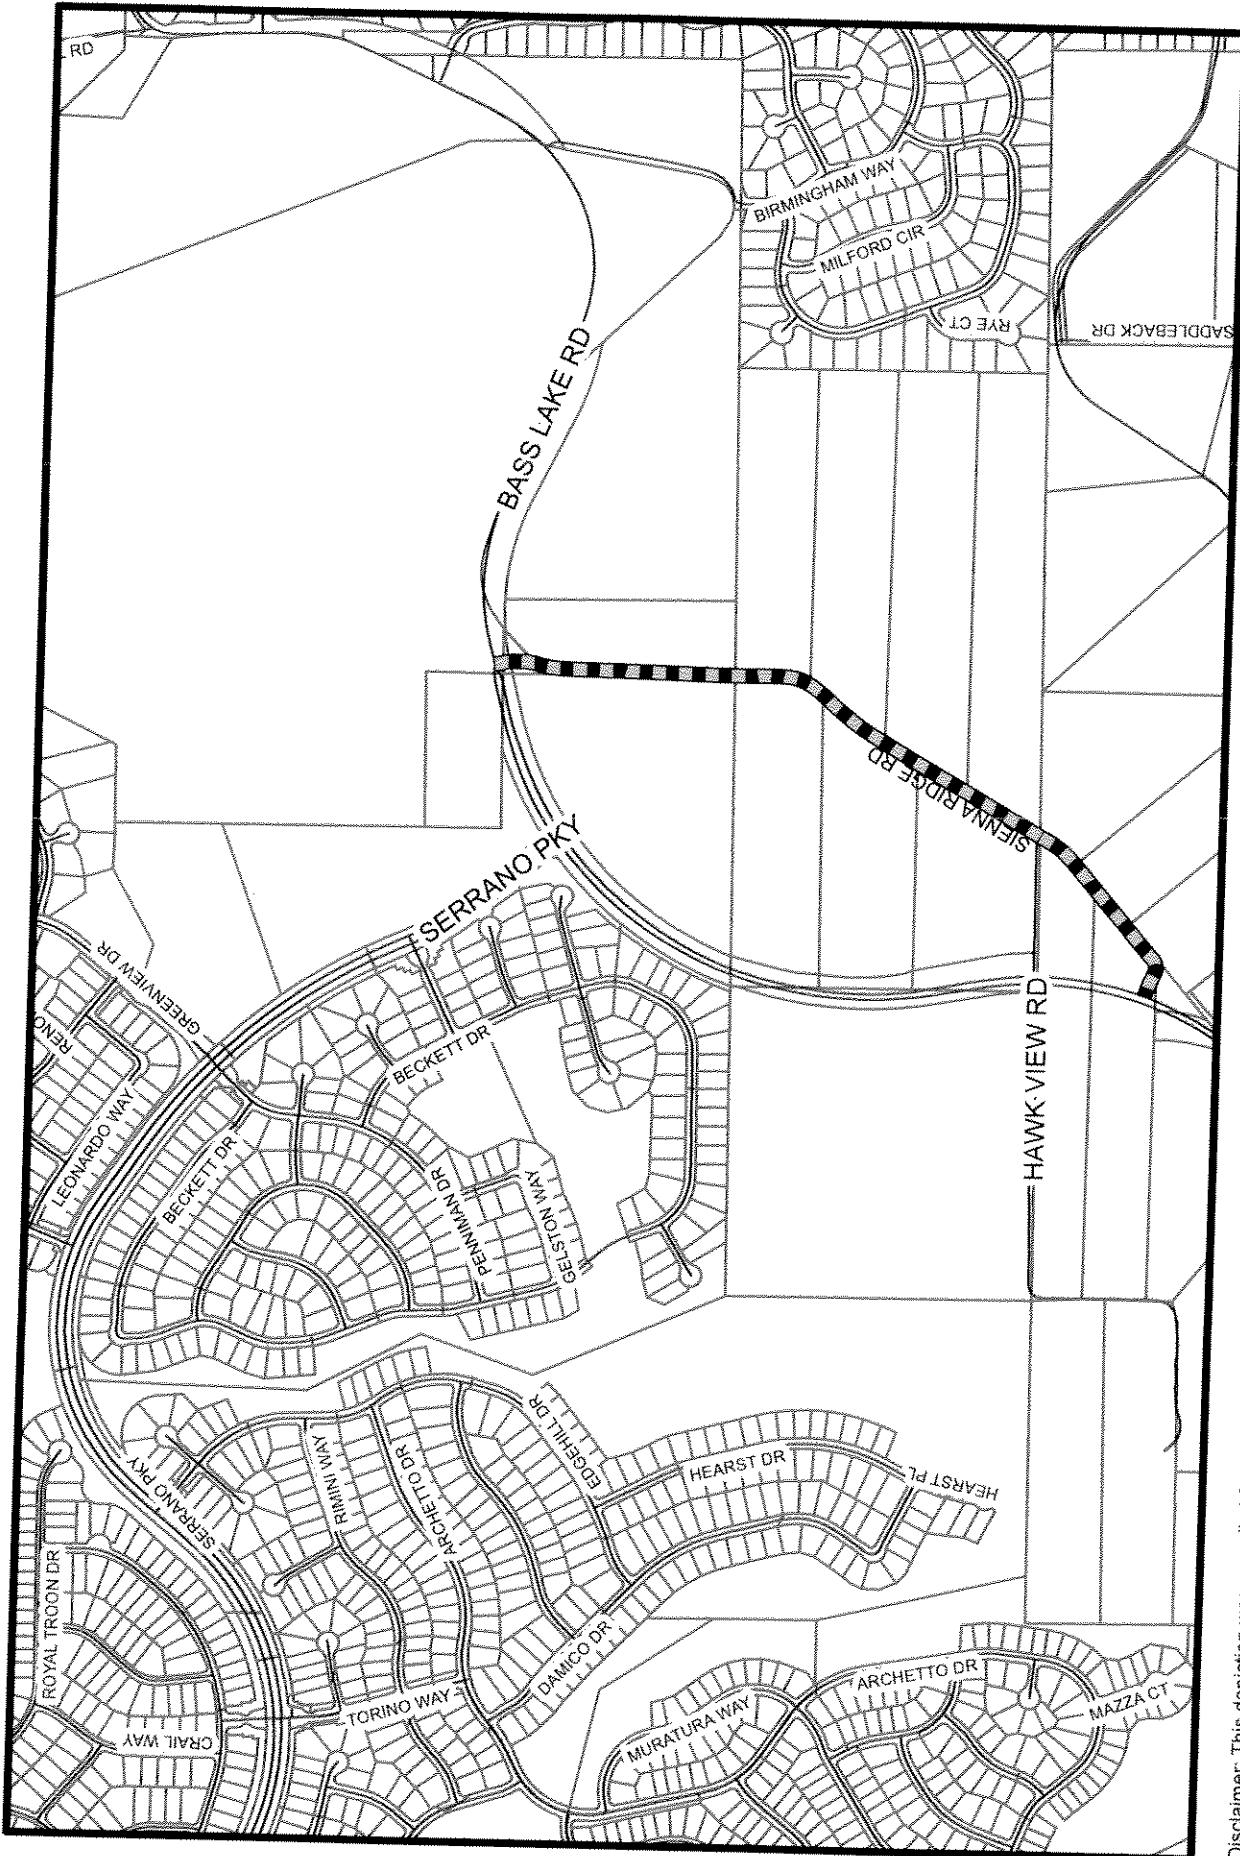 RD
BIRMINGHAM WAY
MILFORD CIR
RYE CT
SADDLEBACK DR
BASS LAKE RD
SIENNA RIDGE RD
SERRANO PKY
GREENVIEW DR
RENO
LEONARDO WAY
BECKETT DR
BECKETT DR
PENNIMAN DR
GELSTON WAY
HAWK VIEW RD
SERRANO PKY
RIMINI WAY
ARCHETTO DR
EDGEHILL DR
HEARST DR
HEARST PL
ROYAL TROON DR
CRAIL WAY
TORINO WAY
DAMICO DR
MURATURA WAY
ARCHETTO DR
MAZZA CT
Disclaimer: This depiction was compiled from